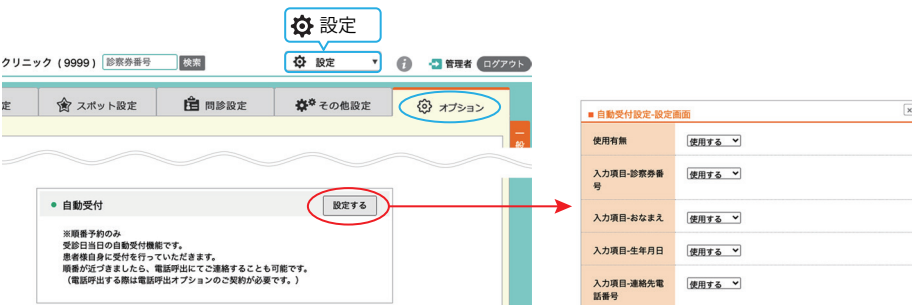 設定
クリニック ( 9999 ) 診察券番号 検索 設定 管理者 ログアウト
定 スポット設定 問診設定 その他設定 オプション
一般
自動受付 設定する
※順番予約のみ
受診日当日の自動受付機能です。
患者様自身に受付を行っていただきます。
順番が近づきましたら、電話呼出にてご連絡することも可能です。
（電話呼出する際は電話呼出オプションのご契約が必要です。）
■ 自動受付設定-設定画面
使用有無 使用する
入力項目-診察券番 使用する
号
入力項目-おなまえ 使用する
入力項目-生年月日 使用する
入力項目-連絡先電 使用する
話番号